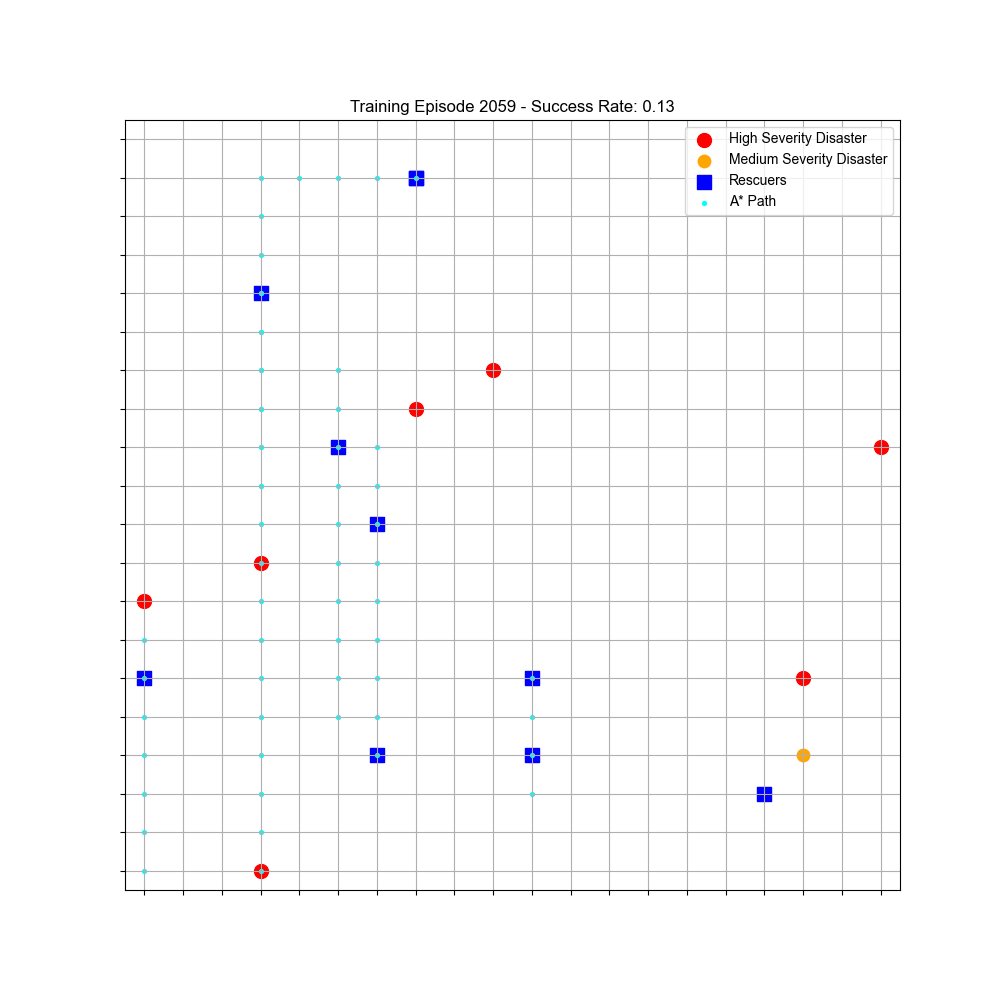 Training Episode 2059 - Success Rate: 0.13
High Severity Disaster
Medium Severity Disaster
Rescuers
A* Path